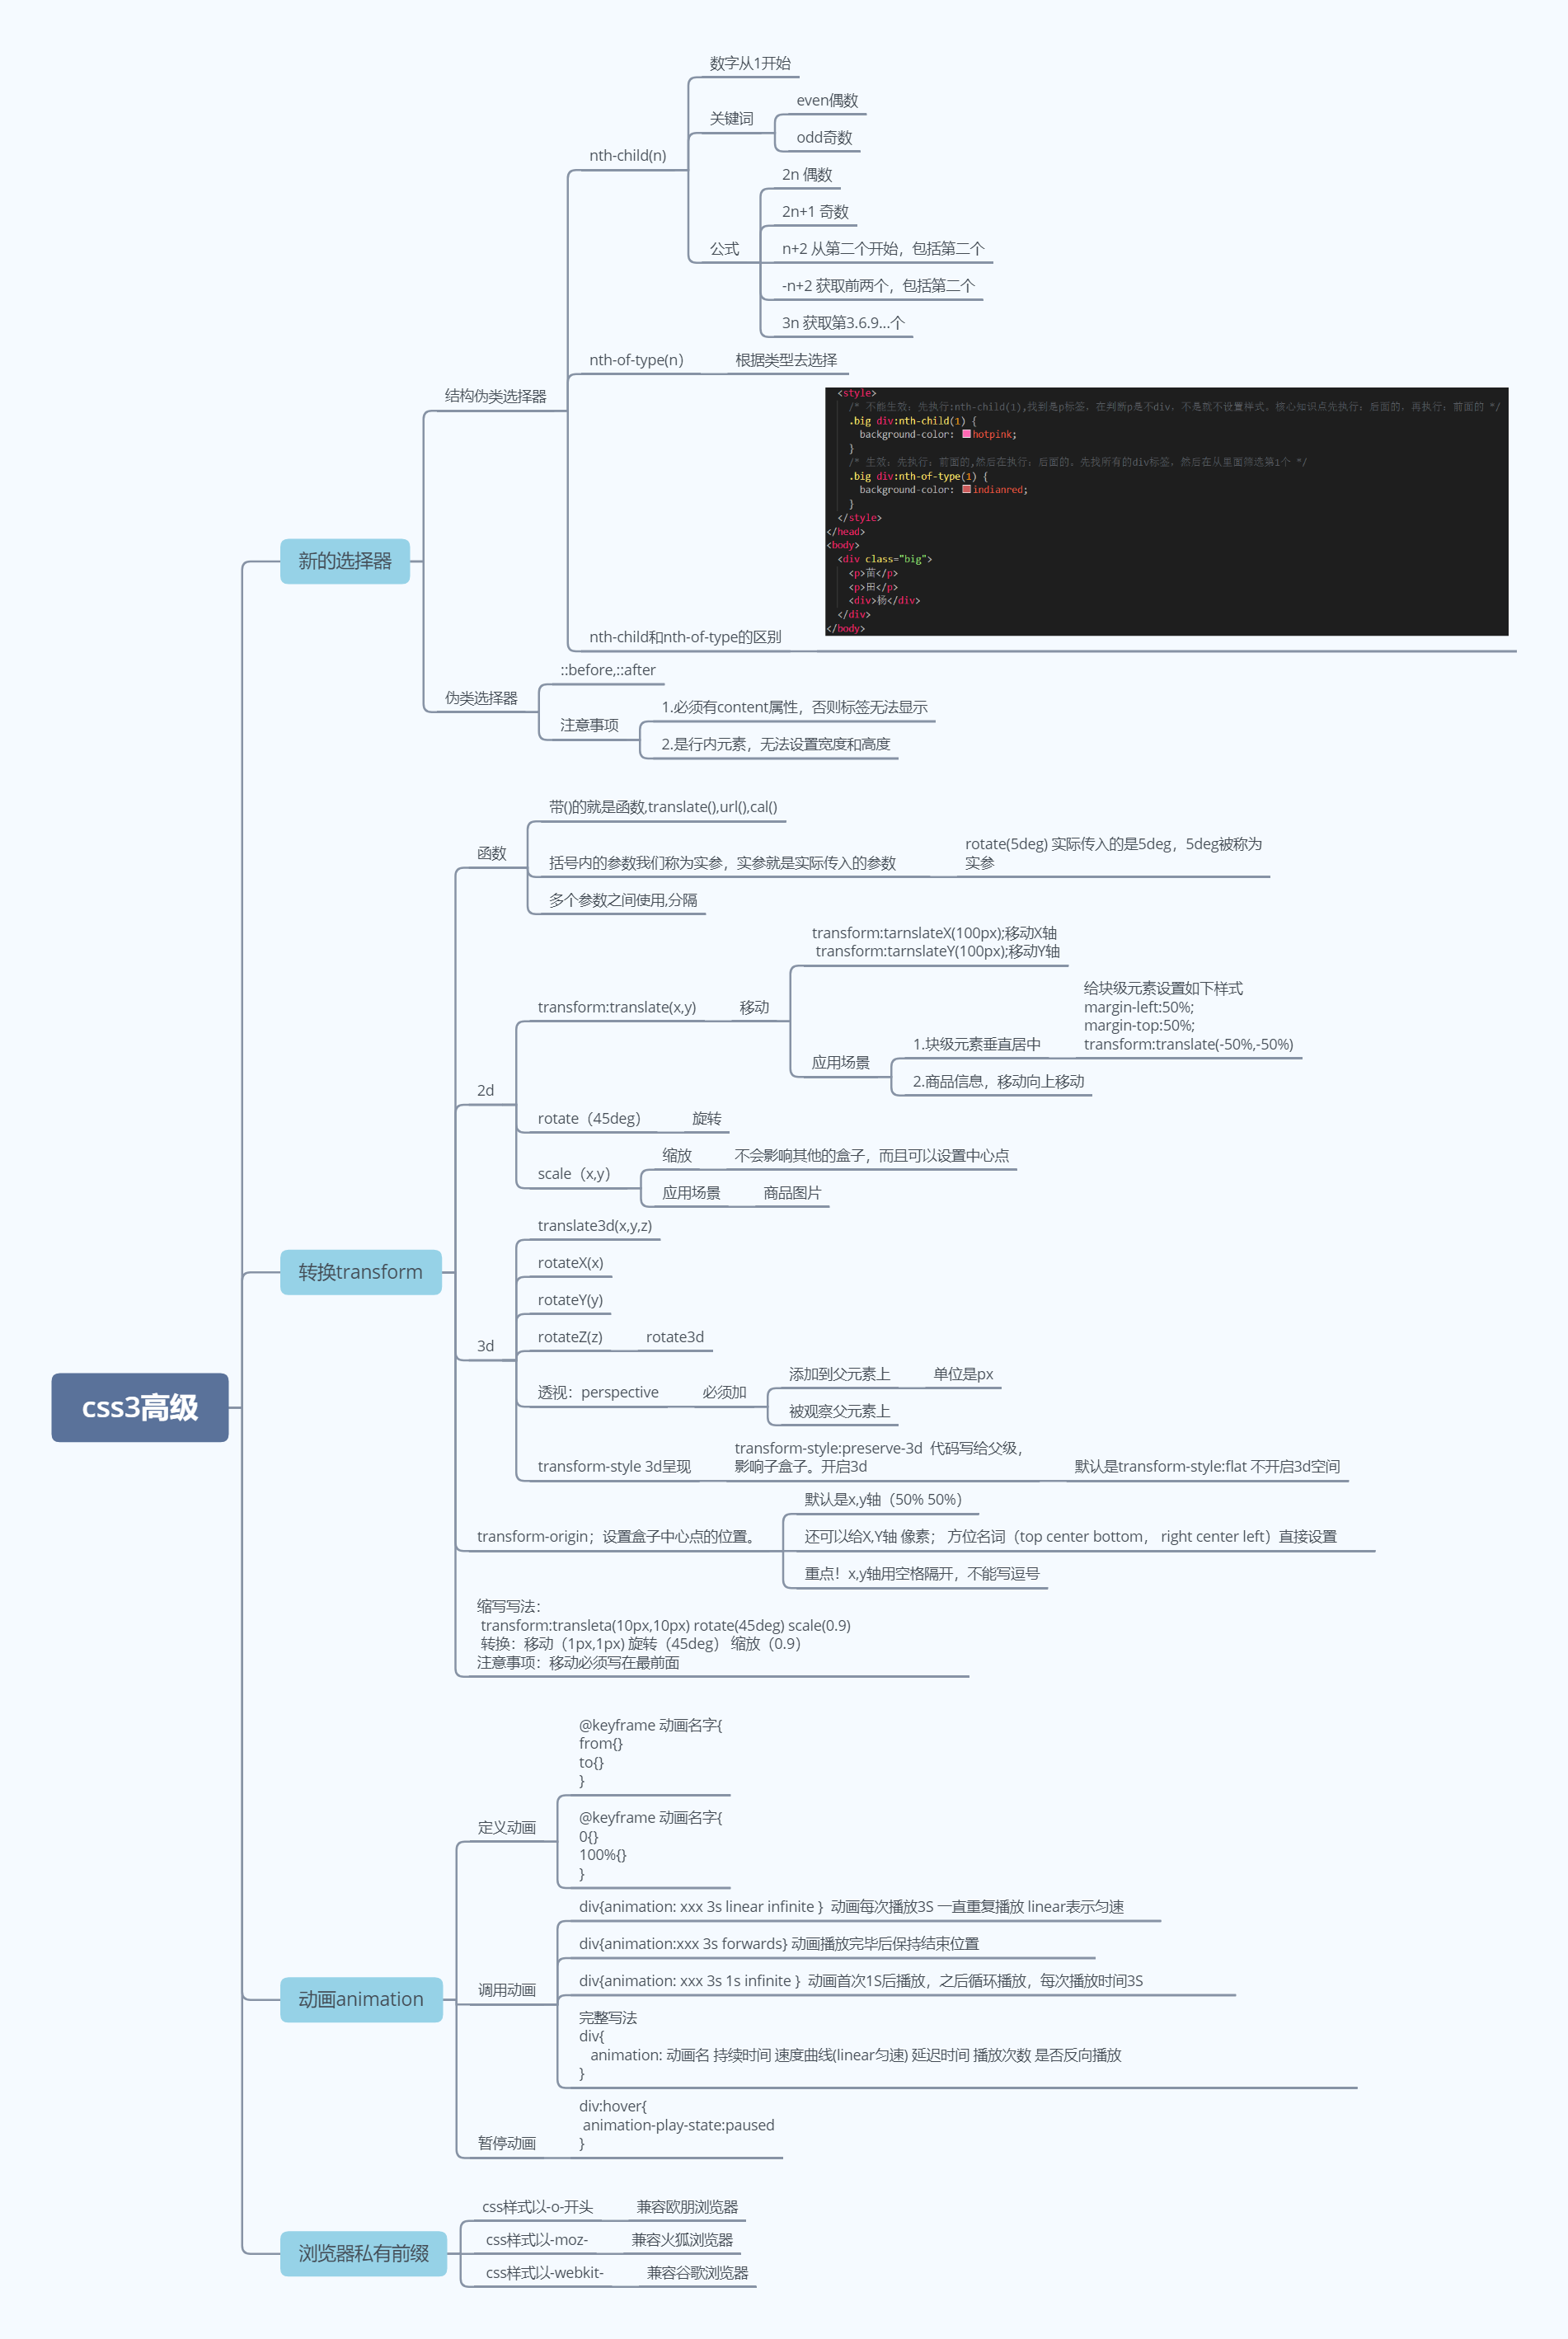 数字从1开始
even偶数
关键词
odd奇数
nth-child(n)
2n 偶数
2n+1 奇数
公式
n+2 从第二个开始，包括第二个
-n+2 获取前两个，包括第二个
3n 获取第3.6.9...个
nth-of-type(n）
根据类型去选择
结构伪类选择器
<style>
/* 不能生效：先执行:nth-child(1),找到是p标签，在判断p是不div，不是就不设置样式，核心知识点先执行：后面的，再执行：前面的 */
.big div:nth-child(1) {
background-color: hotpink;
}
/* 生效：先执行：前面的,然后在执行：后面的，先找所有的div标签，然后在从里面筛选第1个 */
.big div:nth-of-type(1) {
background-color: indianred;
}
</style>
</head>
<body>
<div class="big">
<p>苗</p>
<p>田</p>
<div>杨</div>
</div>
</body>
nth-child和nth-of-type的区别
新的选择器
::before,::after
伪类选择器
1.必须有content属性，否则标签无法显示
注意事项
2.是行内元素，无法设置宽度和高度
带()的就是函数,translate(),url(),cal()
函数
括号内的参数我们称为实参，实参就是实际传入的参数
rotate(5deg) 实际传入的是5deg，5deg被称为
实参
多个参数之间使用,分隔
transform:tarnslateX(100px);移动X轴
transform:tarnslateY(100px);移动Y轴
transform:translate(x,y)
移动
给块级元素设置如下样式
margin-left:50%;
margin-top:50%;
transform:translate(-50%,-50%)
1.块级元素垂直居中
应用场景
2.商品信息，移动向上移动
2d
rotate（45deg）
旋转
缩放
不会影响其他的盒子，而且可以设置中心点
scale（x,y）
应用场景
商品图片
translate3d(x,y,z)
rotateX(x)
转换transform
rotateY(y)
rotateZ(z)
rotate3d
3d
添加到父元素上
单位是px
透视：perspective
必须加
被观察父元素上
transform-style 3d呈现
transform-style:preserve-3d  代码写给父级，
影响子盒子。开启3d
默认是transform-style:flat 不开启3d空间
css3高级
默认是x,y轴（50% 50%）
transform-origin；设置盒子中心点的位置。
还可以给X,Y轴 像素； 方位名词（top center bottom， right center left）直接设置
重点！x,y轴用空格隔开，不能写逗号
缩写写法：
transform:transleta(10px,10px) rotate(45deg) scale(0.9)
转换：移动（1px,1px) 旋转（45deg） 缩放（0.9）
注意事项：移动必须写在最前面
@keyframe 动画名字{
from{}
to{}
}
定义动画
@keyframe 动画名字{
0{}
100%{}
}
div{animation: xxx 3s linear infinite }  动画每次播放3S 一直重复播放 linear表示匀速
div{animation:xxx 3s forwards} 动画播放完毕后保持结束位置
动画animation
调用动画
div{animation: xxx 3s 1s infinite }  动画首次1S后播放，之后循环播放，每次播放时间3S
完整写法
div{
animation: 动画名 持续时间 速度曲线(linear匀速) 延迟时间 播放次数 是否反向播放
}
暂停动画
div:hover{
animation-play-state:paused
}
css样式以-o-开头
兼容欧朋浏览器
浏览器私有前缀
css样式以-moz-
兼容火狐浏览器
css样式以-webkit-
兼容谷歌浏览器